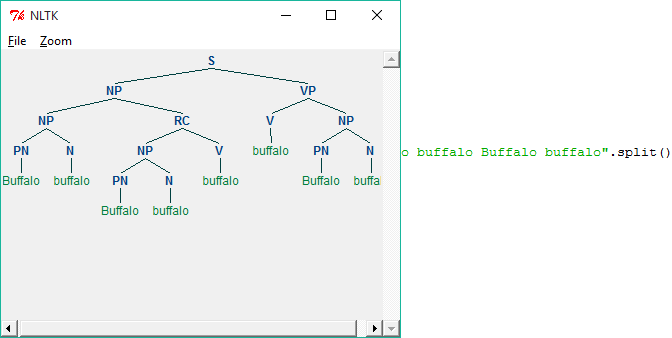 NLTK
File Zoom
S
NP VP
NP RC V NP
PN N NP V buffalo PN N
Buffalo buffalo PN N buffalo Buffalo
Buffalo buffalo
buffalo Buffalo buffalo".split()